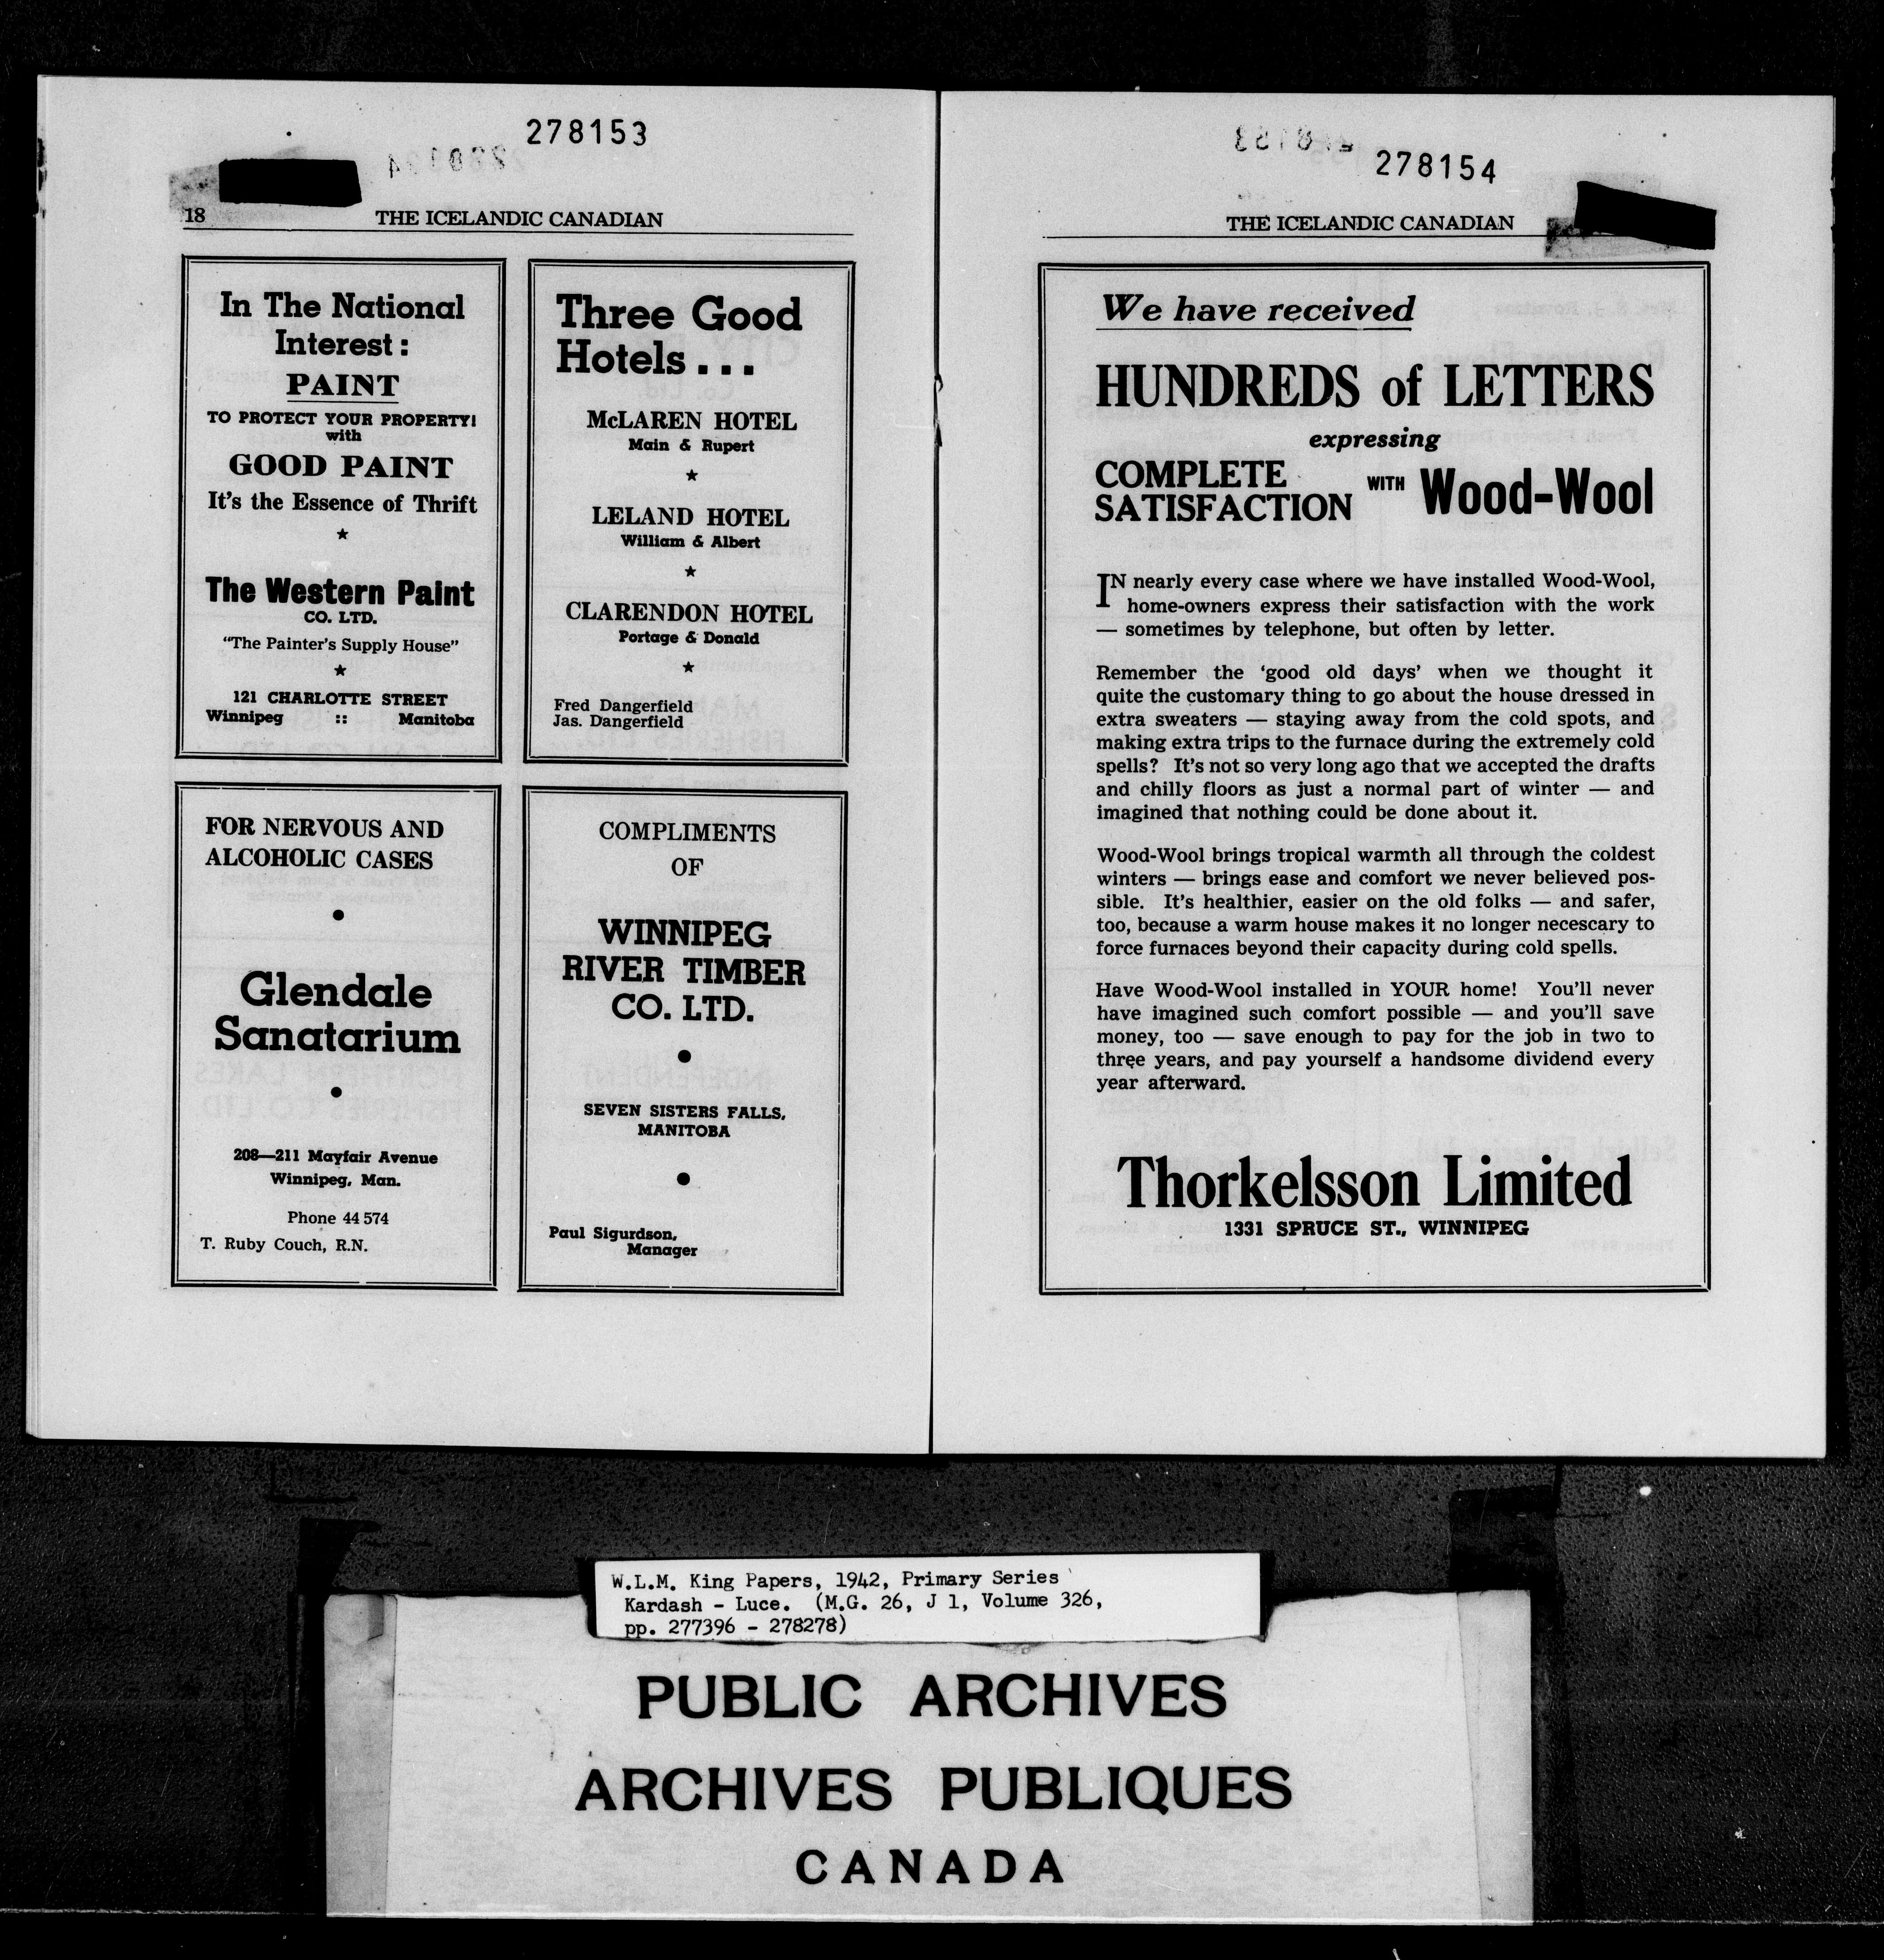 278153
18
THE ICELANDIC CANADIAN
In The National
Interest:
PAINT
TO PROTECT YOUR PROPERTY!
with
GOOD PAINT
It's the Essence of Thrift
★
The Western Paint
CO. LTD.
"The Painter's Supply House"
★
121 CHARLOTTE STREET
Winnipeg :: Manitoba
Three Good
Hotels...
McLAREN HOTEL
Main & Rupert
★
LELAND HOTEL
William & Albert
★
CLARENDON HOTEL
Portage & Donald
★
Fred Dangerfield
Jas. Dangerfield
FOR NERVOUS AND
ALCOHOLIC CASES
●
Glendale
Sanatarium
●
208—211 Mayfair Avenue
Winnipeg, Man.
Phone 44 574
T. Ruby Couch, R.N.
COMPLIMENTS
OF
WINNIPEG
RIVER TIMBER
CO. LTD.
●
SEVEN SISTERS FALLS,
MANITOBA
●
Paul Sigurdson,
Manager
278154
THE ICELANDIC CANADIAN
We have received
HUNDREDS of LETTERS
expressing
COMPLETE
SATISFACTION WITH Wood-Wool
IN nearly every case where we have installed Wood-Wool,
home-owners express their satisfaction with the work
— sometimes by telephone, but often by letter.
Remember the 'good old days' when we thought it
quite the customary thing to go about the house dressed in
extra sweaters — staying away from the cold spots, and
making extra trips to the furnace during the extremely cold
spells? It's not so very long ago that we accepted the drafts
and chilly floors as just a normal part of winter — and
imagined that nothing could be done about it.
Wood-Wool brings tropical warmth all through the coldest
winters — brings ease and comfort we never believed pos-
sible. It's healthier, easier on the old folks — and safer,
too, because a warm house makes it no longer necescary to
force furnaces beyond their capacity during cold spells.
Have Wood-Wool installed in YOUR home! You'll never
have imagined such comfort possible — and you'll save
money, too — save enough to pay for the job in two to
three years, and pay yourself a handsome dividend every
year afterward.
Thorkelsson Limited
1331 SPRUCE ST., WINNIPEG
W.L.M. King Papers, 1942, Primary Series
Kardash - Luce. (M.G. 26, J 1, Volume 326,
pp. 277396 - 278278)
PUBLIC ARCHIVES
ARCHIVES PUBLIQUES
CANADA